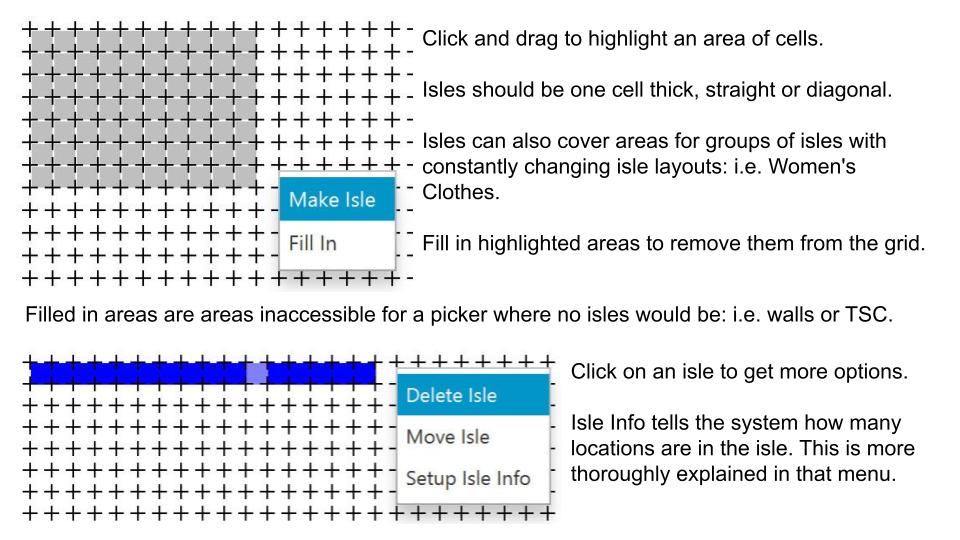 Click and drag to highlight an area of cells.
Isles should be one cell thick, straight or diagonal.
Isles can also cover areas for groups of isles with
constantly changing isle layouts: i.e. Women's
Clothes.
Make Isle
Fill In
Fill in highlighted areas to remove them from the grid.
Filled in areas are areas inaccessible for a picker where no isles would be: i.e. walls or TSC.
Click on an isle to get more options.
Delete Isle
Move Isle
Setup Isle Info
Isle Info tells the system how many
locations are in the isle. This is more
thoroughly explained in that menu.